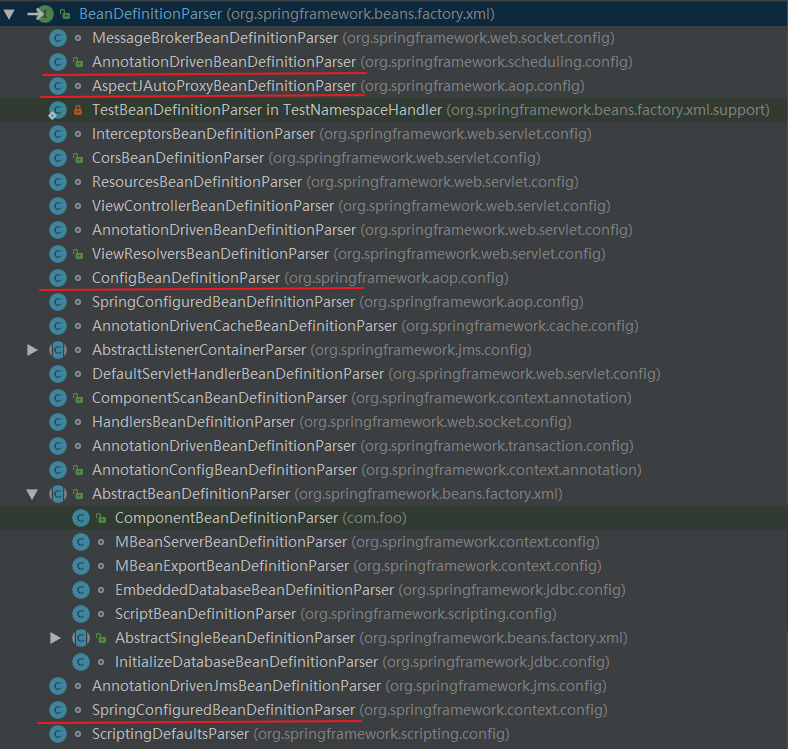 BeanDefinitionParser (org.springframework.beans.factory.xml)
MessageBrokerBeanDefinitionParser (org.springframework.web.socket.config)
AnnotationDrivenBeanDefinitionParser (org.springframework.scheduling.config)
AspectJAutoProxyBeanDefinitionParser (org.springframework.aop.config)
TestBeanDefinitionParser in TestNamespaceHandler (org.springframework.beans.factory.xml.support)
InterceptorsBeanDefinitionParser (org.springframework.web.servlet.config)
CorsBeanDefinitionParser (org.springframework.web.servlet.config)
ResourcesBeanDefinitionParser (org.springframework.web.servlet.config)
ViewControllerBeanDefinitionParser (org.springframework.web.servlet.config)
AnnotationDrivenBeanDefinitionParser (org.springframework.web.servlet.config)
ViewResolversBeanDefinitionParser (org.springframework.web.servlet.config)
ConfigBeanDefinitionParser (org.springframework.aop.config)
SpringConfiguredBeanDefinitionParser (org.springframework.aop.config)
AnnotationDrivenCacheBeanDefinitionParser (org.springframework.cache.config)
AbstractListenerContainerParser (org.springframework.jms.config)
DefaultServletHandlerBeanDefinitionParser (org.springframework.web.servlet.config)
ComponentScanBeanDefinitionParser (org.springframework.context.annotation)
HandlersBeanDefinitionParser (org.springframework.web.socket.config)
AnnotationDrivenBeanDefinitionParser (org.springframework.transaction.config)
AnnotationConfigBeanDefinitionParser (org.springframework.context.annotation)
AbstractBeanDefinitionParser (org.springframework.beans.factory.xml)
ComponentBeanDefinitionParser (com.foo)
MBeanServerBeanDefinitionParser (org.springframework.context.config)
MBeanExportBeanDefinitionParser (org.springframework.context.config)
EmbeddedDatabaseBeanDefinitionParser (org.springframework.jdbc.config)
ScriptBeanDefinitionParser (org.springframework.scripting.config)
AbstractSingleBeanDefinitionParser (org.springframework.beans.factory.xml)
InitializeDatabaseBeanDefinitionParser (org.springframework.jdbc.config)
AnnotationDrivenJmsBeanDefinitionParser (org.springframework.jms.config)
SpringConfiguredBeanDefinitionParser (org.springframework.context.config)
ScriptingDefaultsParser (org.springframework.scripting.config)